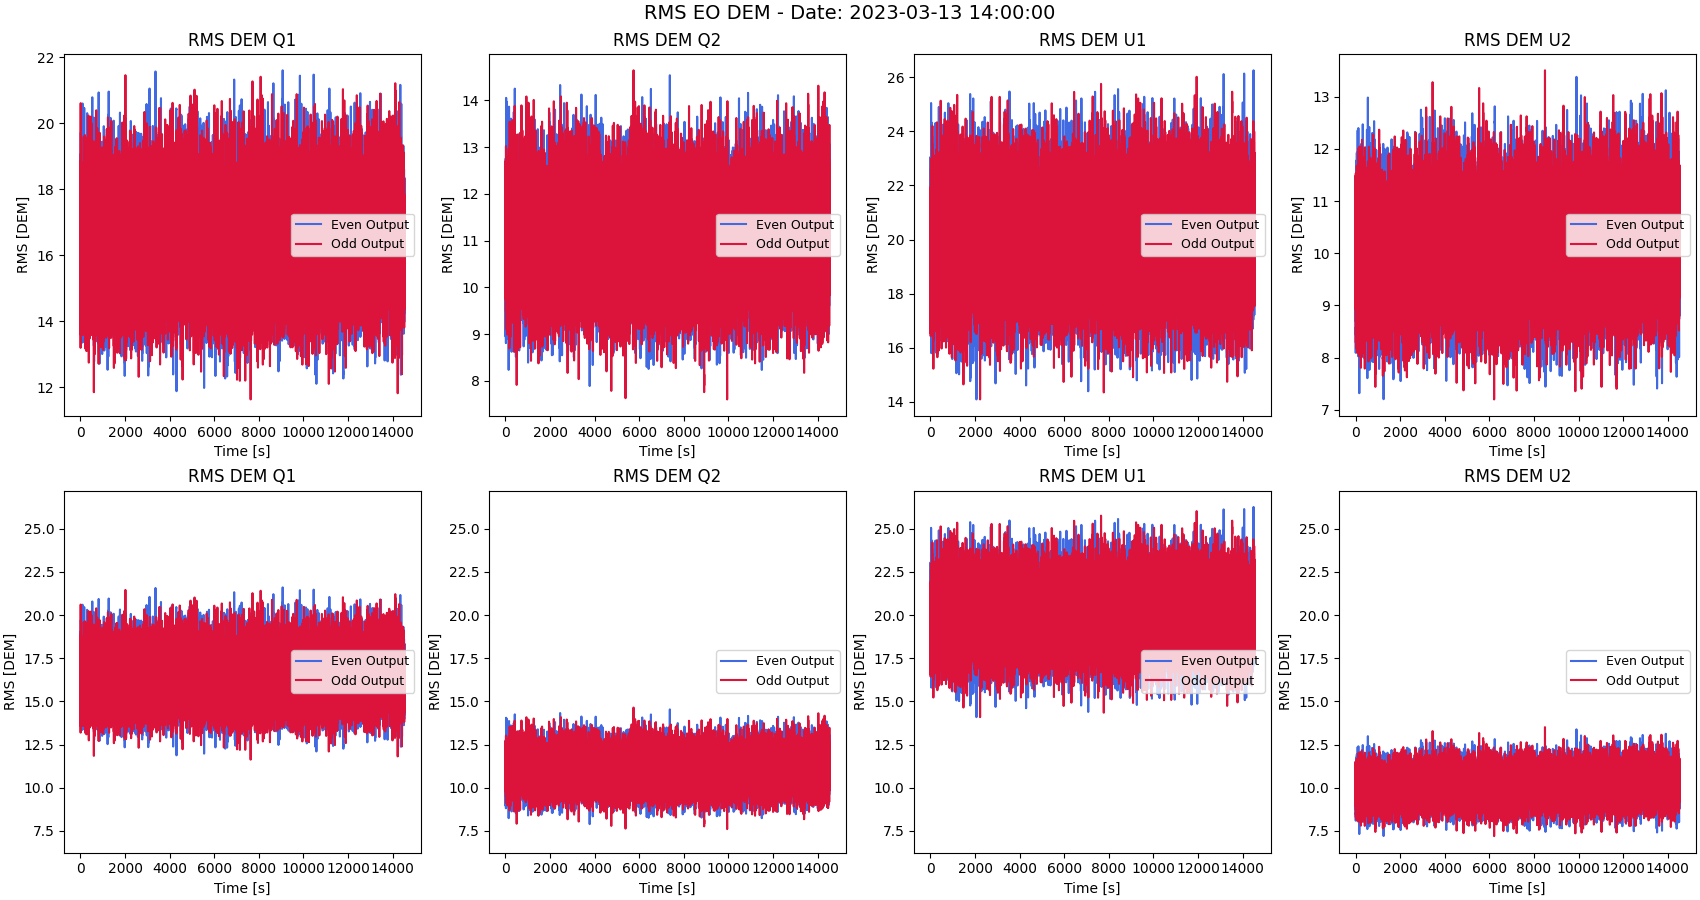 RMS EO DEM - Date: 2023-03-13 14:00:00
RMS DEM Q1
RMS [DEM]
22
20
18
16
14
12
Even Output
Odd Output
0 2000 4000 6000 8000 10000 12000 14000
Time [s]
RMS DEM Q2
RMS [DEM]
14
13
12
11
10
9
8
Even Output
Odd Output
0 2000 4000 6000 8000 10000 12000 14000
Time [s]
RMS DEM U1
RMS [DEM]
26
24
22
20
18
16
14
Even Output
Odd Output
0 2000 4000 6000 8000 10000 12000 14000
Time [s]
RMS DEM U2
RMS [DEM]
13
12
11
10
9
8
7
Even Output
Odd Output
0 2000 4000 6000 8000 10000 12000 14000
Time [s]
RMS DEM Q1
RMS [DEM]
25.0
22.5
20.0
17.5
15.0
12.5
10.0
7.5
Even Output
Odd Output
0 2000 4000 6000 8000 10000 12000 14000
Time [s]
RMS DEM Q2
RMS [DEM]
25.0
22.5
20.0
17.5
15.0
12.5
10.0
7.5
Even Output
Odd Output
0 2000 4000 6000 8000 10000 12000 14000
Time [s]
RMS DEM U1
RMS [DEM]
25.0
22.5
20.0
17.5
15.0
12.5
10.0
7.5
Even Output
Odd Output
0 2000 4000 6000 8000 10000 12000 14000
Time [s]
RMS DEM U2
RMS [DEM]
25.0
22.5
20.0
17.5
15.0
12.5
10.0
7.5
Even Output
Odd Output
0 2000 4000 6000 8000 10000 12000 14000
Time [s]